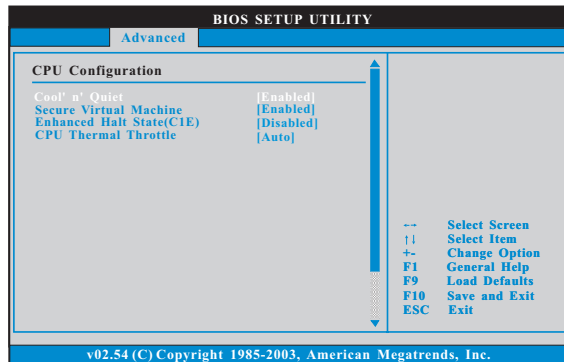 BIOS SETUP UTILITY
Advanced
CPU Configuration
Cool' n' Quiet [Enabled]
Secure Virtual Machine [Enabled]
Enhanced Halt State(C1E) [Disabled]
CPU Thermal Throttle [Auto]
←→ Select Screen
↑↓ Select Item
+- Change Option
F1 General Help
F9 Load Defaults
F10 Save and Exit
ESC Exit
v02.54 (C) Copyright 1985-2003, American Megatrends, Inc.